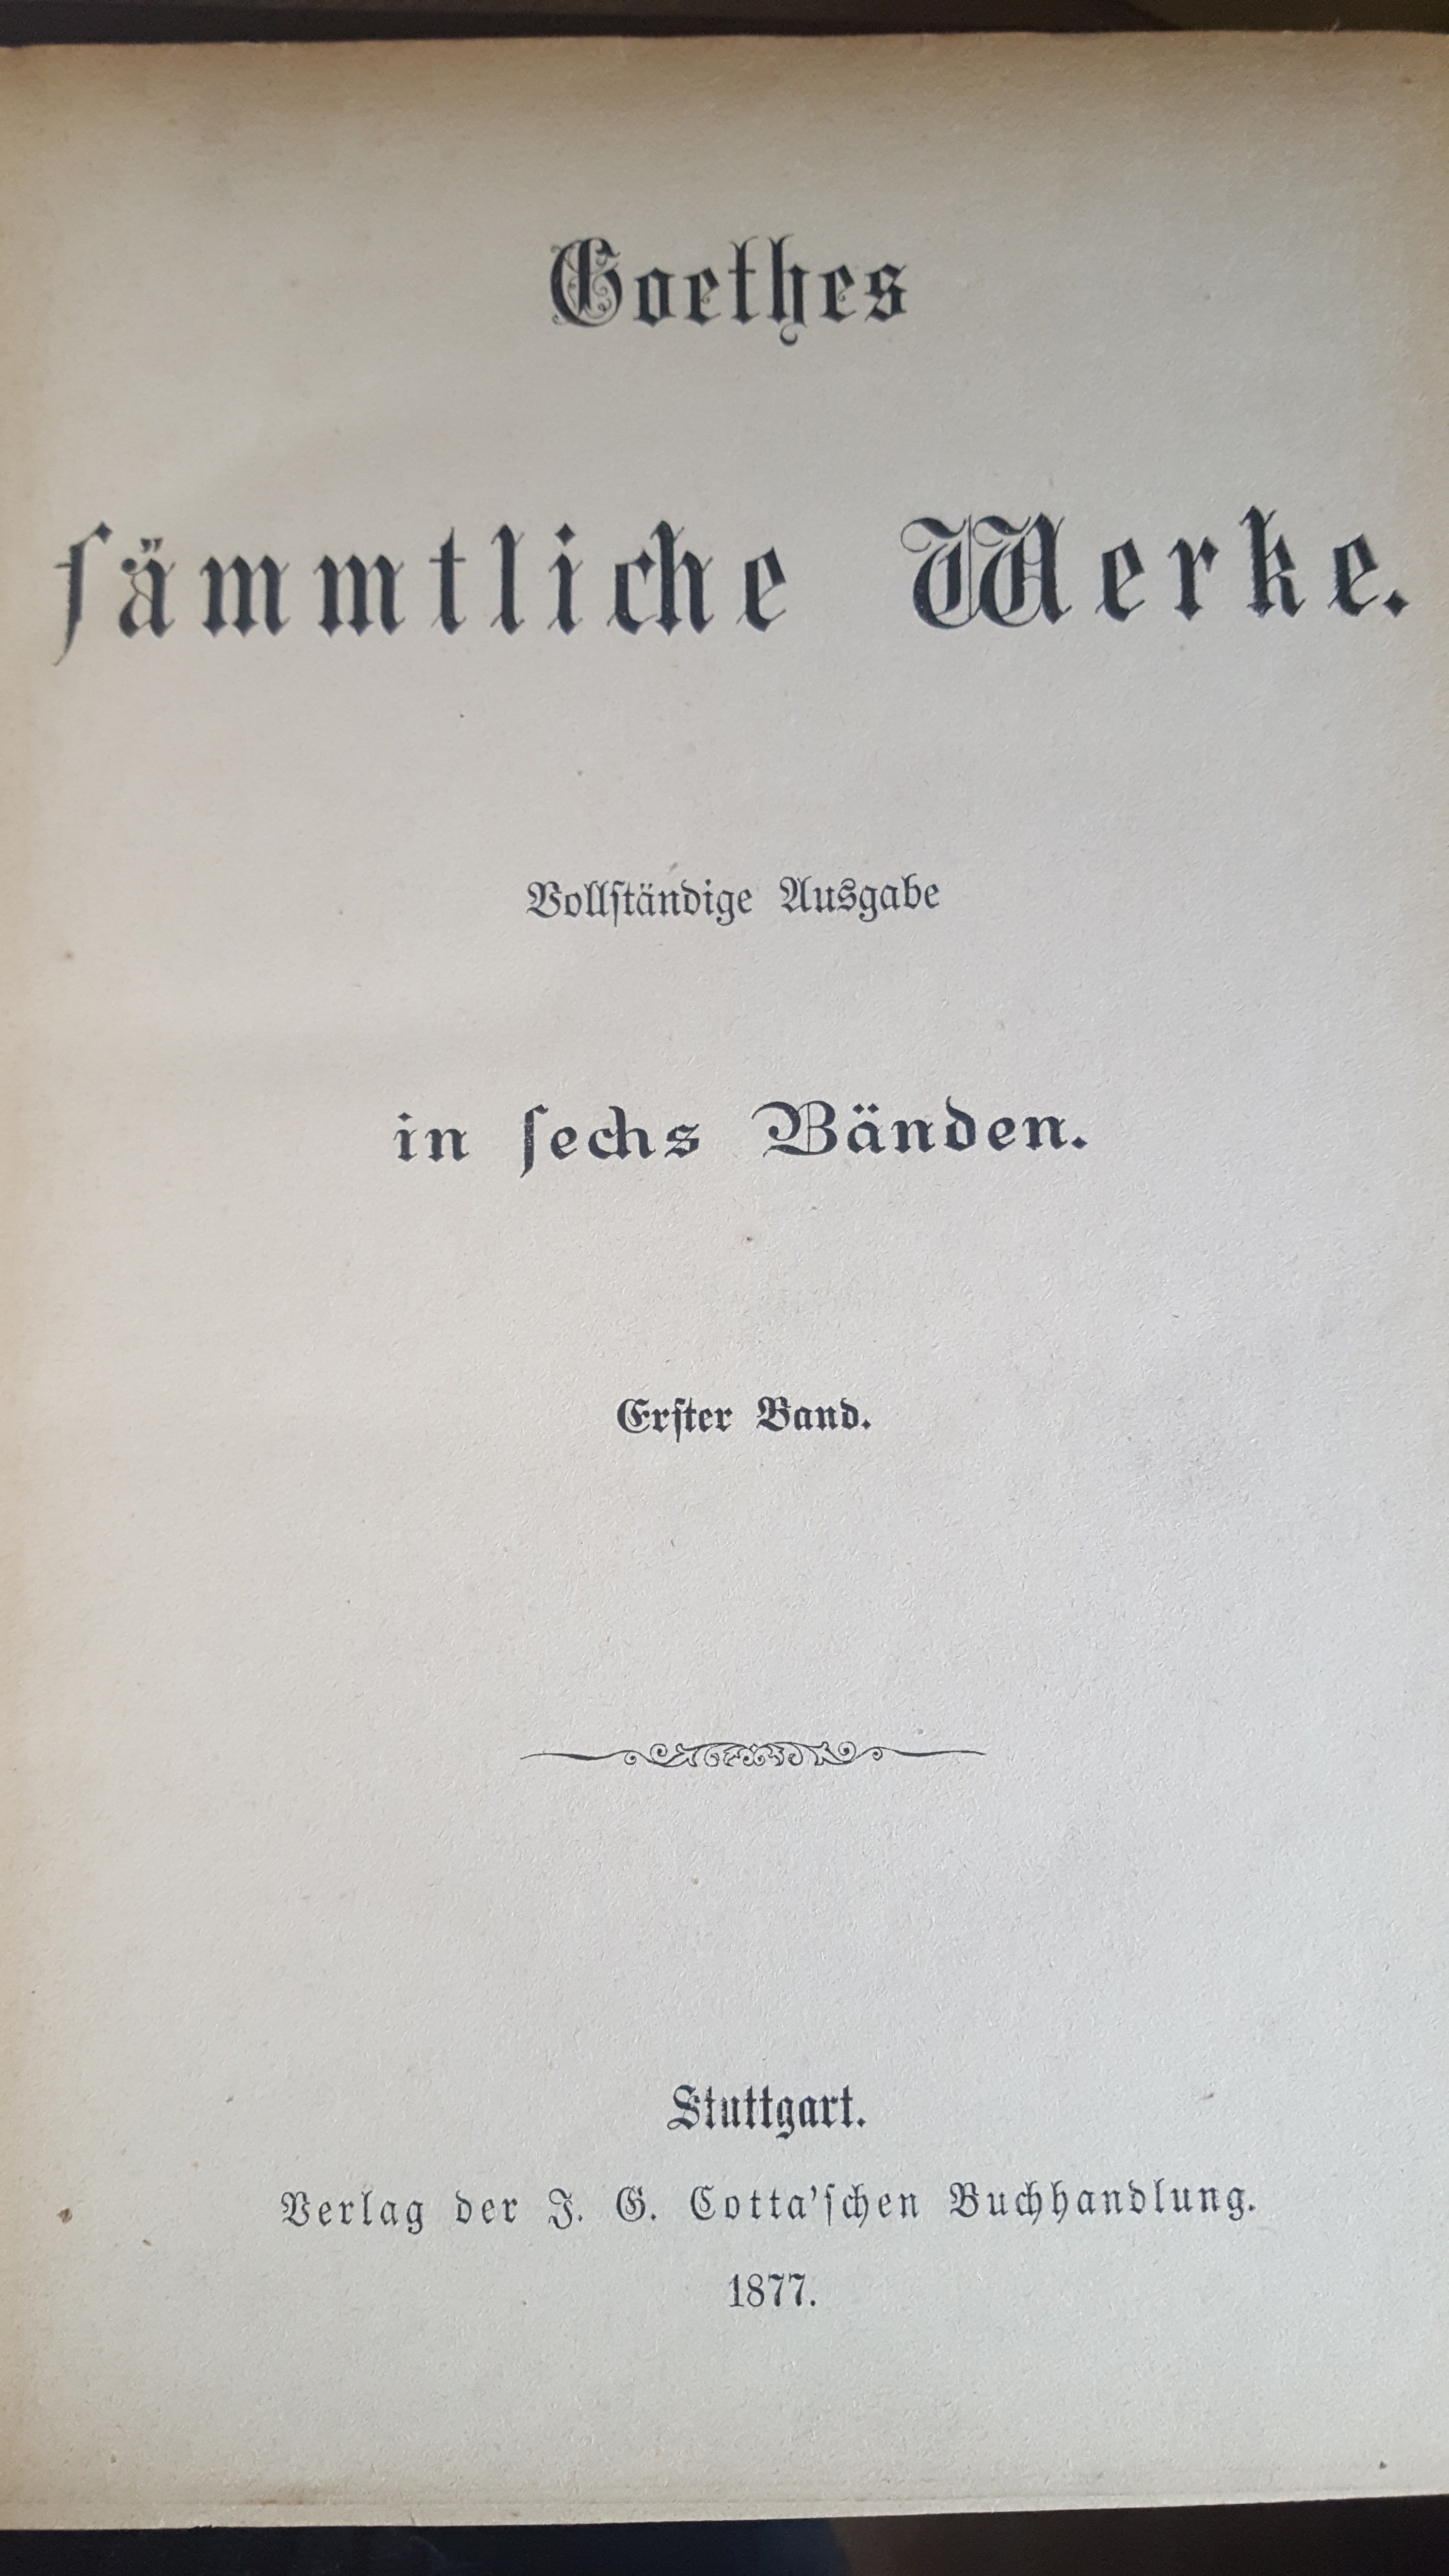 Goethes
ſämmtliche Werke.
Vollſtändige Ausgabe
in ſechs Bänden.
Erſter Band.
Stuttgart.
Verlag der J. G. Cotta'ſchen Buchhandlung.
1877.